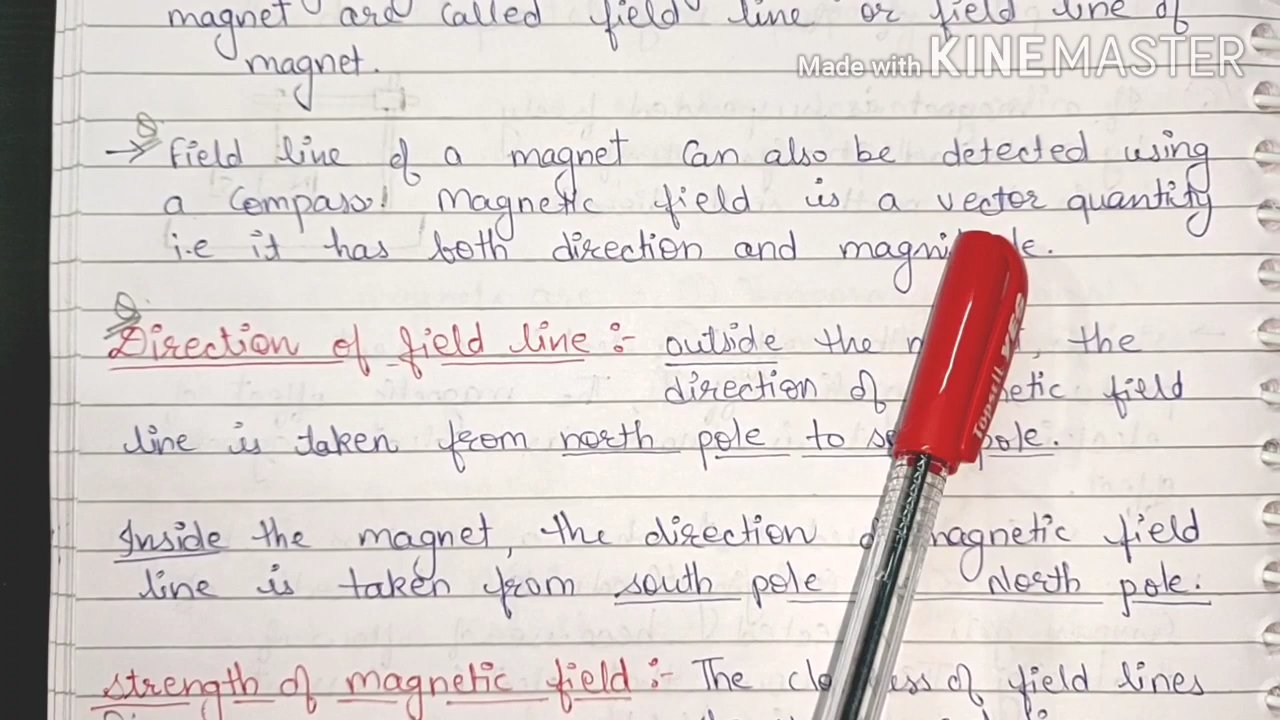 magnet are called field line or field line of
Made with KINEMASTER
magnet.
→ Field line of a magnet can also be detected using
a compass. Magnetic field is a vector quantity
i.e it has both direction and
Direction of field line :- outside the the
direction of field
line is taken from north pole to pole.
Inside the magnet, the direction magnetic field
line is taken from south pole North pole.
strength of magnetic field :- The of field lines
Topsell